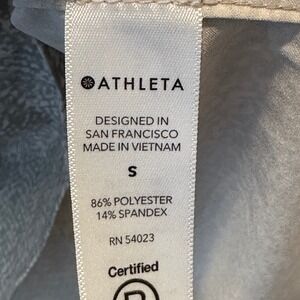 ATHLETA
DESIGNED IN
SAN FRANCISCO
MADE IN VIETNAM
S
86% POLYESTER
14% SPANDEX
RN 54023
Certified
B